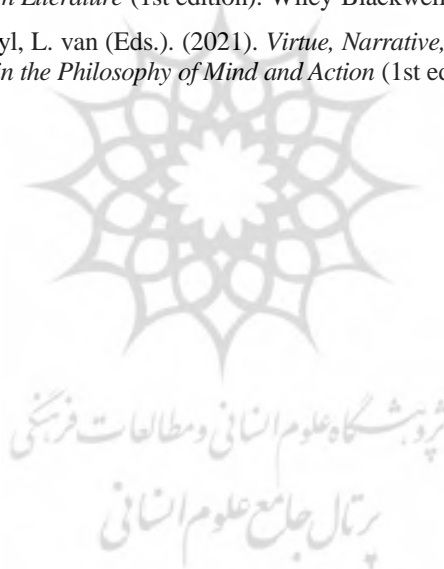 n Literature (1st edition). Wiley Blackwell
yl, L. van (Eds.). (2021). Virtue, Narrative,
in the Philosophy of Mind and Action (1st ed
پژوهشگاه علوم انسانی و مطالعات فرهنگی
پرتال جامع علوم انسانی